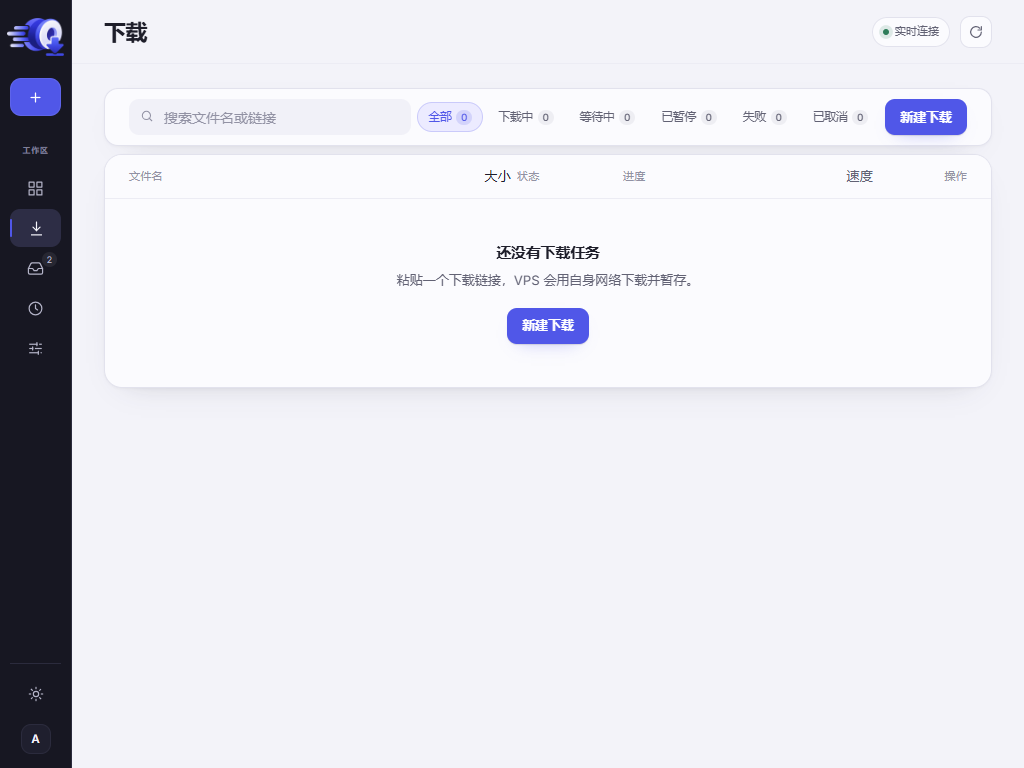 下载
实时连接
工作区
2
A
搜索文件名或链接
全部 0
下载中 0
等待中 0
已暂停 0
失败 0
已取消 0
新建下载
文件名 大小 状态 进度 速度 操作
还没有下载任务
粘贴一个下载链接，VPS 会用自身网络下载并暂存。
新建下载